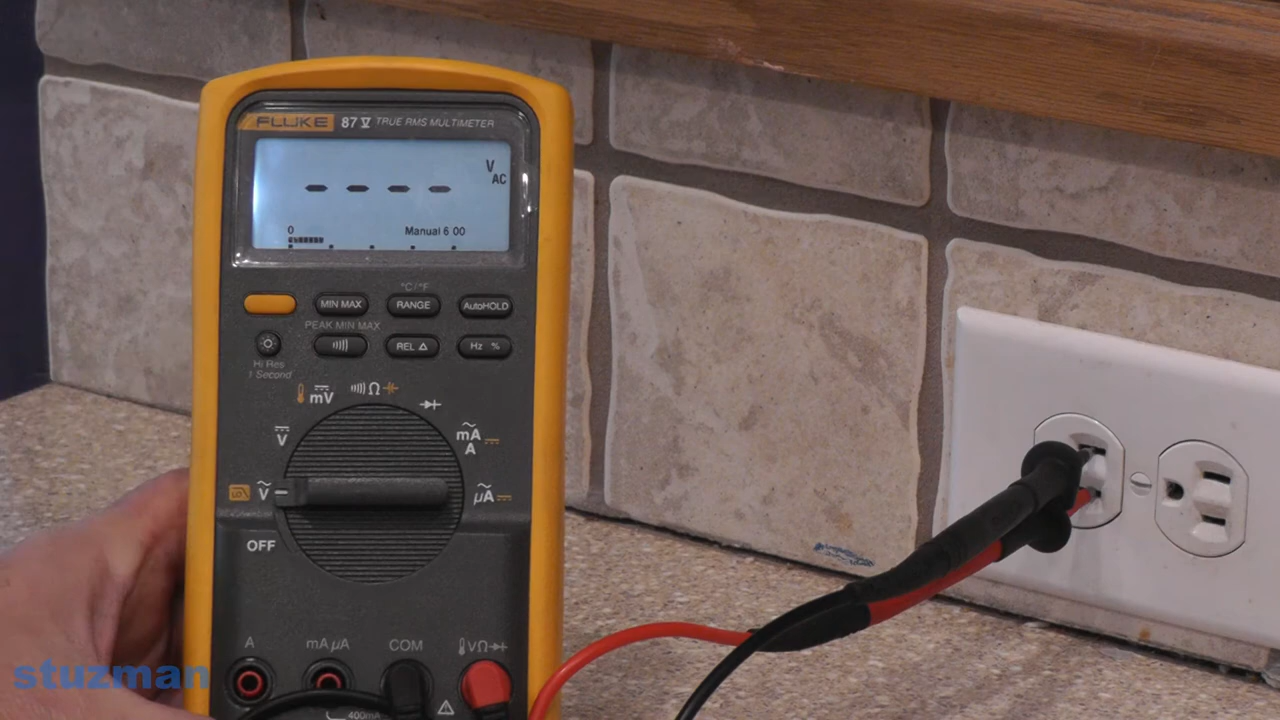 FLUKE 87 V TRUE RMS MULTIMETER
- - - -
V
AC
0
Manual 6 00
°C/°F
MIN MAX RANGE AutoHOLD
PEAK MIN MAX
REL Δ Hz %
Hi Res
1 Second
mV Ω
V mA
A
LO V µA
OFF
A mA µA COM VΩ
400mA
stuzman